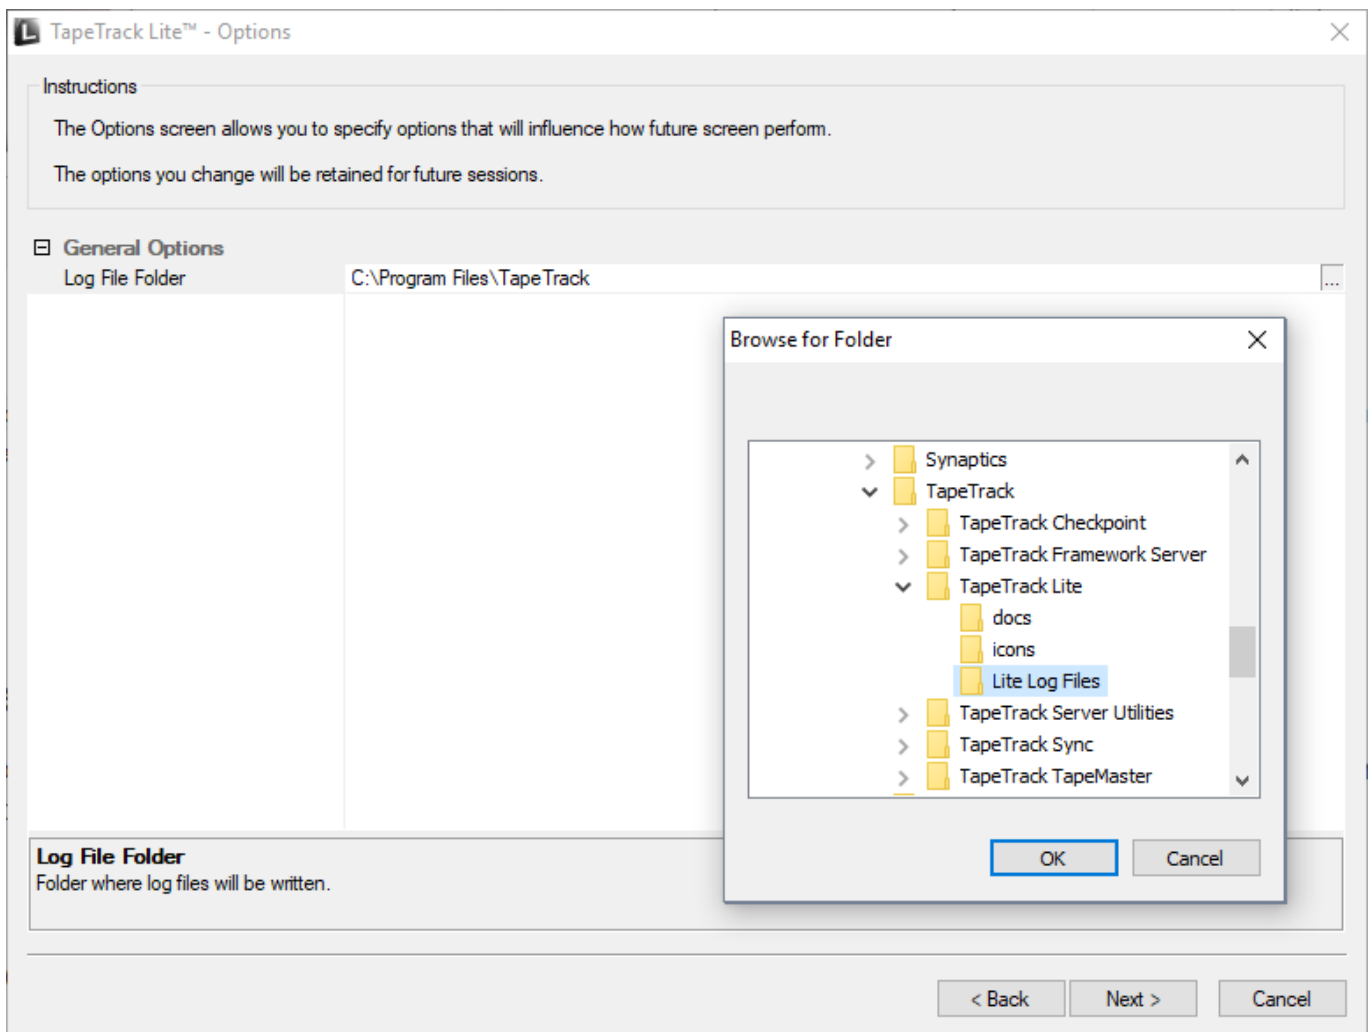 TapeTrack Lite™ - Options
Instructions
The Options screen allows you to specify options that will influence how future screen perform.
The options you change will be retained for future sessions.
General Options
Log File Folder C:\Program Files\TapeTrack ...
Browse for Folder
Synaptics
TapeTrack
TapeTrack Checkpoint
TapeTrack Framework Server
TapeTrack Lite
docs
icons
Lite Log Files
TapeTrack Server Utilities
TapeTrack Sync
TapeTrack TapeMaster
OK Cancel
Log File Folder
Folder where log files will be written.
< Back Next > Cancel